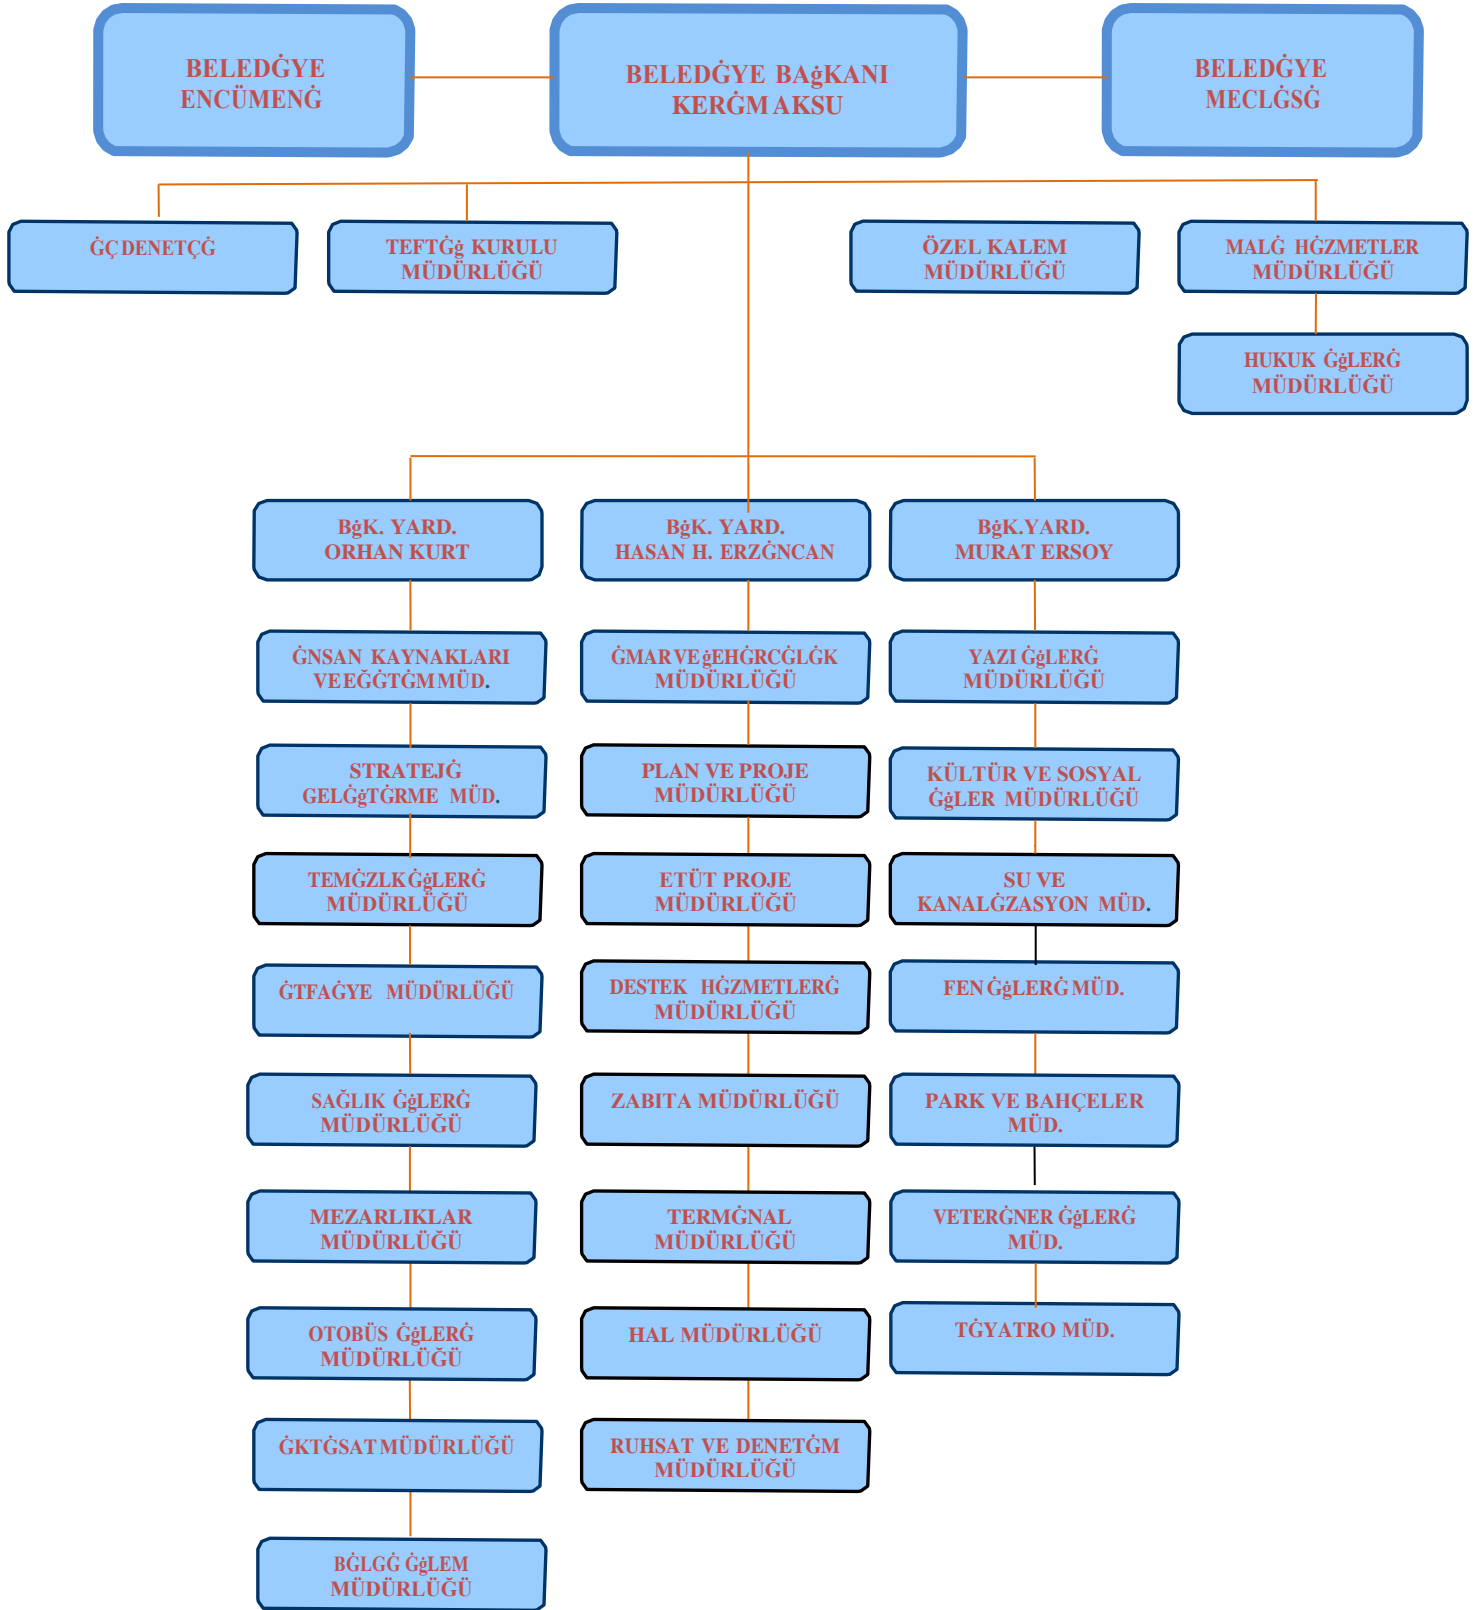 BELEDĠYE
ENCÜMENĠ
BELEDĠYE BAġKANI
KERĠM AKSU
BELEDĠYE
MECLĠSĠ
ĠÇ DENETÇĠ
TEFTĠġ KURULU
MÜDÜRLÜĞÜ
ÖZEL KALEM
MÜDÜRLÜĞÜ
MALĠ HĠZMETLER
MÜDÜRLÜĞÜ
HUKUK ĠġLERĠ
MÜDÜRLÜĞÜ
BġK. YARD.
ORHAN KURT
BġK. YARD.
HASAN H. ERZĠNCAN
BġK.YARD.
MURAT ERSOY
ĠNSAN KAYNAKLARI
VE EĞĠTĠM MÜD.
ĠMAR VE ġEHĠRCĠLĠK
MÜDÜRLÜĞÜ
YAZI ĠġLERĠ
MÜDÜRLÜĞÜ
STRATEJĠ
GELĠġTĠRME MÜD.
PLAN VE PROJE
MÜDÜRLÜĞÜ
KÜLTÜR VE SOSYAL
ĠġLER MÜDÜRLÜĞÜ
TEMĠZLK ĠġLERĠ
MÜDÜRLÜĞÜ
ETÜT PROJE
MÜDÜRLÜĞÜ
SU VE
KANALĠZASYON MÜD.
ĠTFAĠYE MÜDÜRLÜĞÜ
DESTEK HĠZMETLERĠ
MÜDÜRLÜĞÜ
FEN ĠġLERĠ MÜD.
SAĞLIK ĠġLERĠ
MÜDÜRLÜĞÜ
ZABITA MÜDÜRLÜĞÜ
PARK VE BAHÇELER
MÜD.
MEZARLIKLAR
MÜDÜRLÜĞÜ
TERMĠNAL
MÜDÜRLÜĞÜ
VETERĠNER ĠġLERĠ
MÜD.
OTOBÜS ĠġLERĠ
MÜDÜRLÜĞÜ
HAL MÜDÜRLÜĞÜ
TĠYATRO MÜD.
ĠKTĠSAT MÜDÜRLÜĞÜ
RUHSAT VE DENETĠM
MÜDÜRLÜĞÜ
BĠLGĠ ĠġLEM
MÜDÜRLÜĞÜ